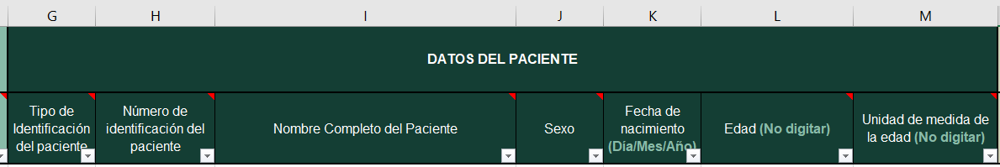 G H I J K L M
DATOS DEL PACIENTE
Tipo de
Identificación
del paciente
Número de
identificación del
paciente
Nombre Completo del Paciente
Sexo
Fecha de
nacimiento
(Día/Mes/Año)
Edad (No digitar)
Unidad de medida de
la edad (No digitar)